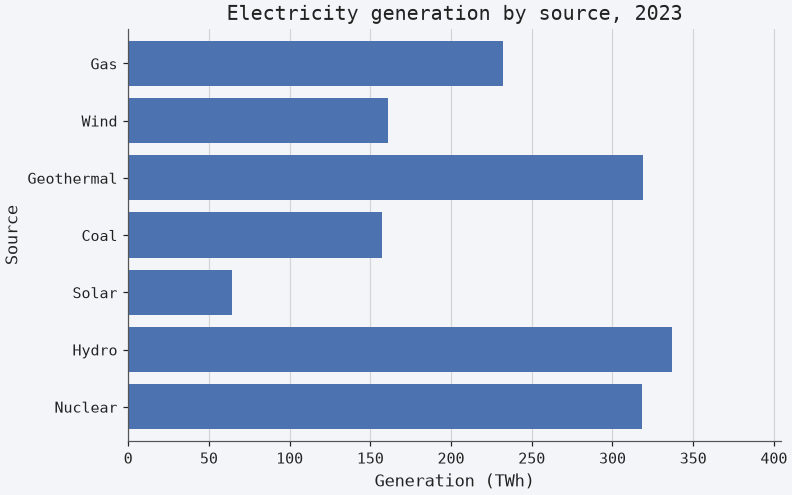 Electricity generation by source, 2023
Gas
Wind
Geothermal
Coal
Solar
Hydro
Nuclear
Source
0 50 100 150 200 250 300 350 400
Generation (TWh)